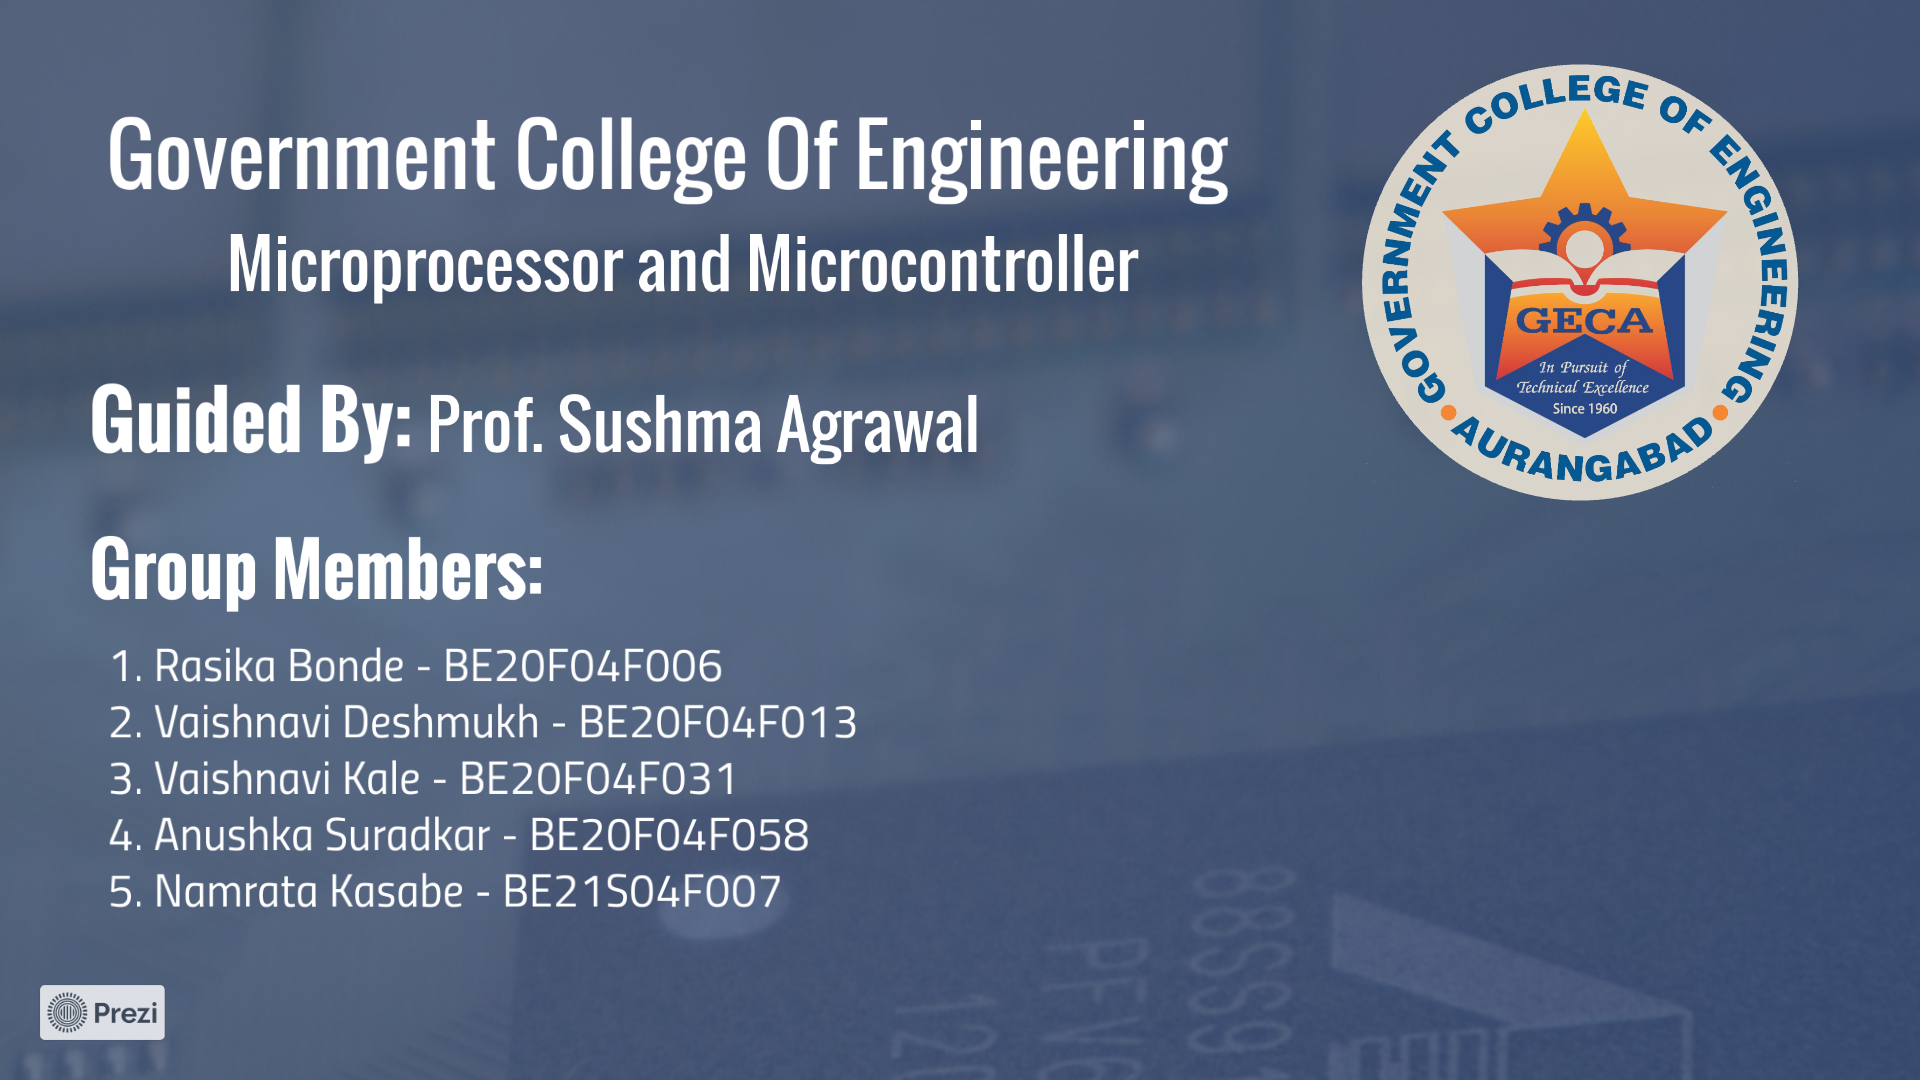 Government College Of Engineering
Microprocessor and Microcontroller
Guided By: Prof. Sushma Agrawal
Group Members:
1. Rasika Bonde - BE20F04F006
2. Vaishnavi Deshmukh - BE20F04F013
3. Vaishnavi Kale - BE20F04F031
4. Anushka Suradkar - BE20F04F058
5. Namrata Kasabe - BE21S04F007
GOVERNMENT COLLEGE OF ENGINEERING
AURANGABAD
GECA
In Pursuit of
Technical Excellence
Since 1960
Prezi